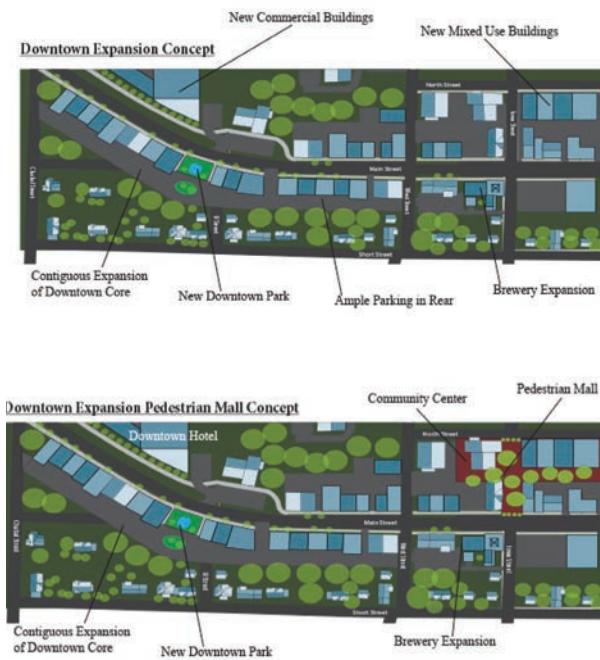 New Commercial Buildings
Downtown Expansion Concept
New Mixed Use Buildings
North Street
Main Street
Short Street
Contiguous Expansion
of Downtown Core
New Downtown Park
Ample Parking in Rear
Brewery Expansion
Pedestrian Mall
Community Center
Downtown Expansion Pedestrian Mall Concept
Downtown Hotel
North Street
Main Street
Short Street
Contiguous Expansion
of Downtown Core
New Downtown Park
Brewery Expansion